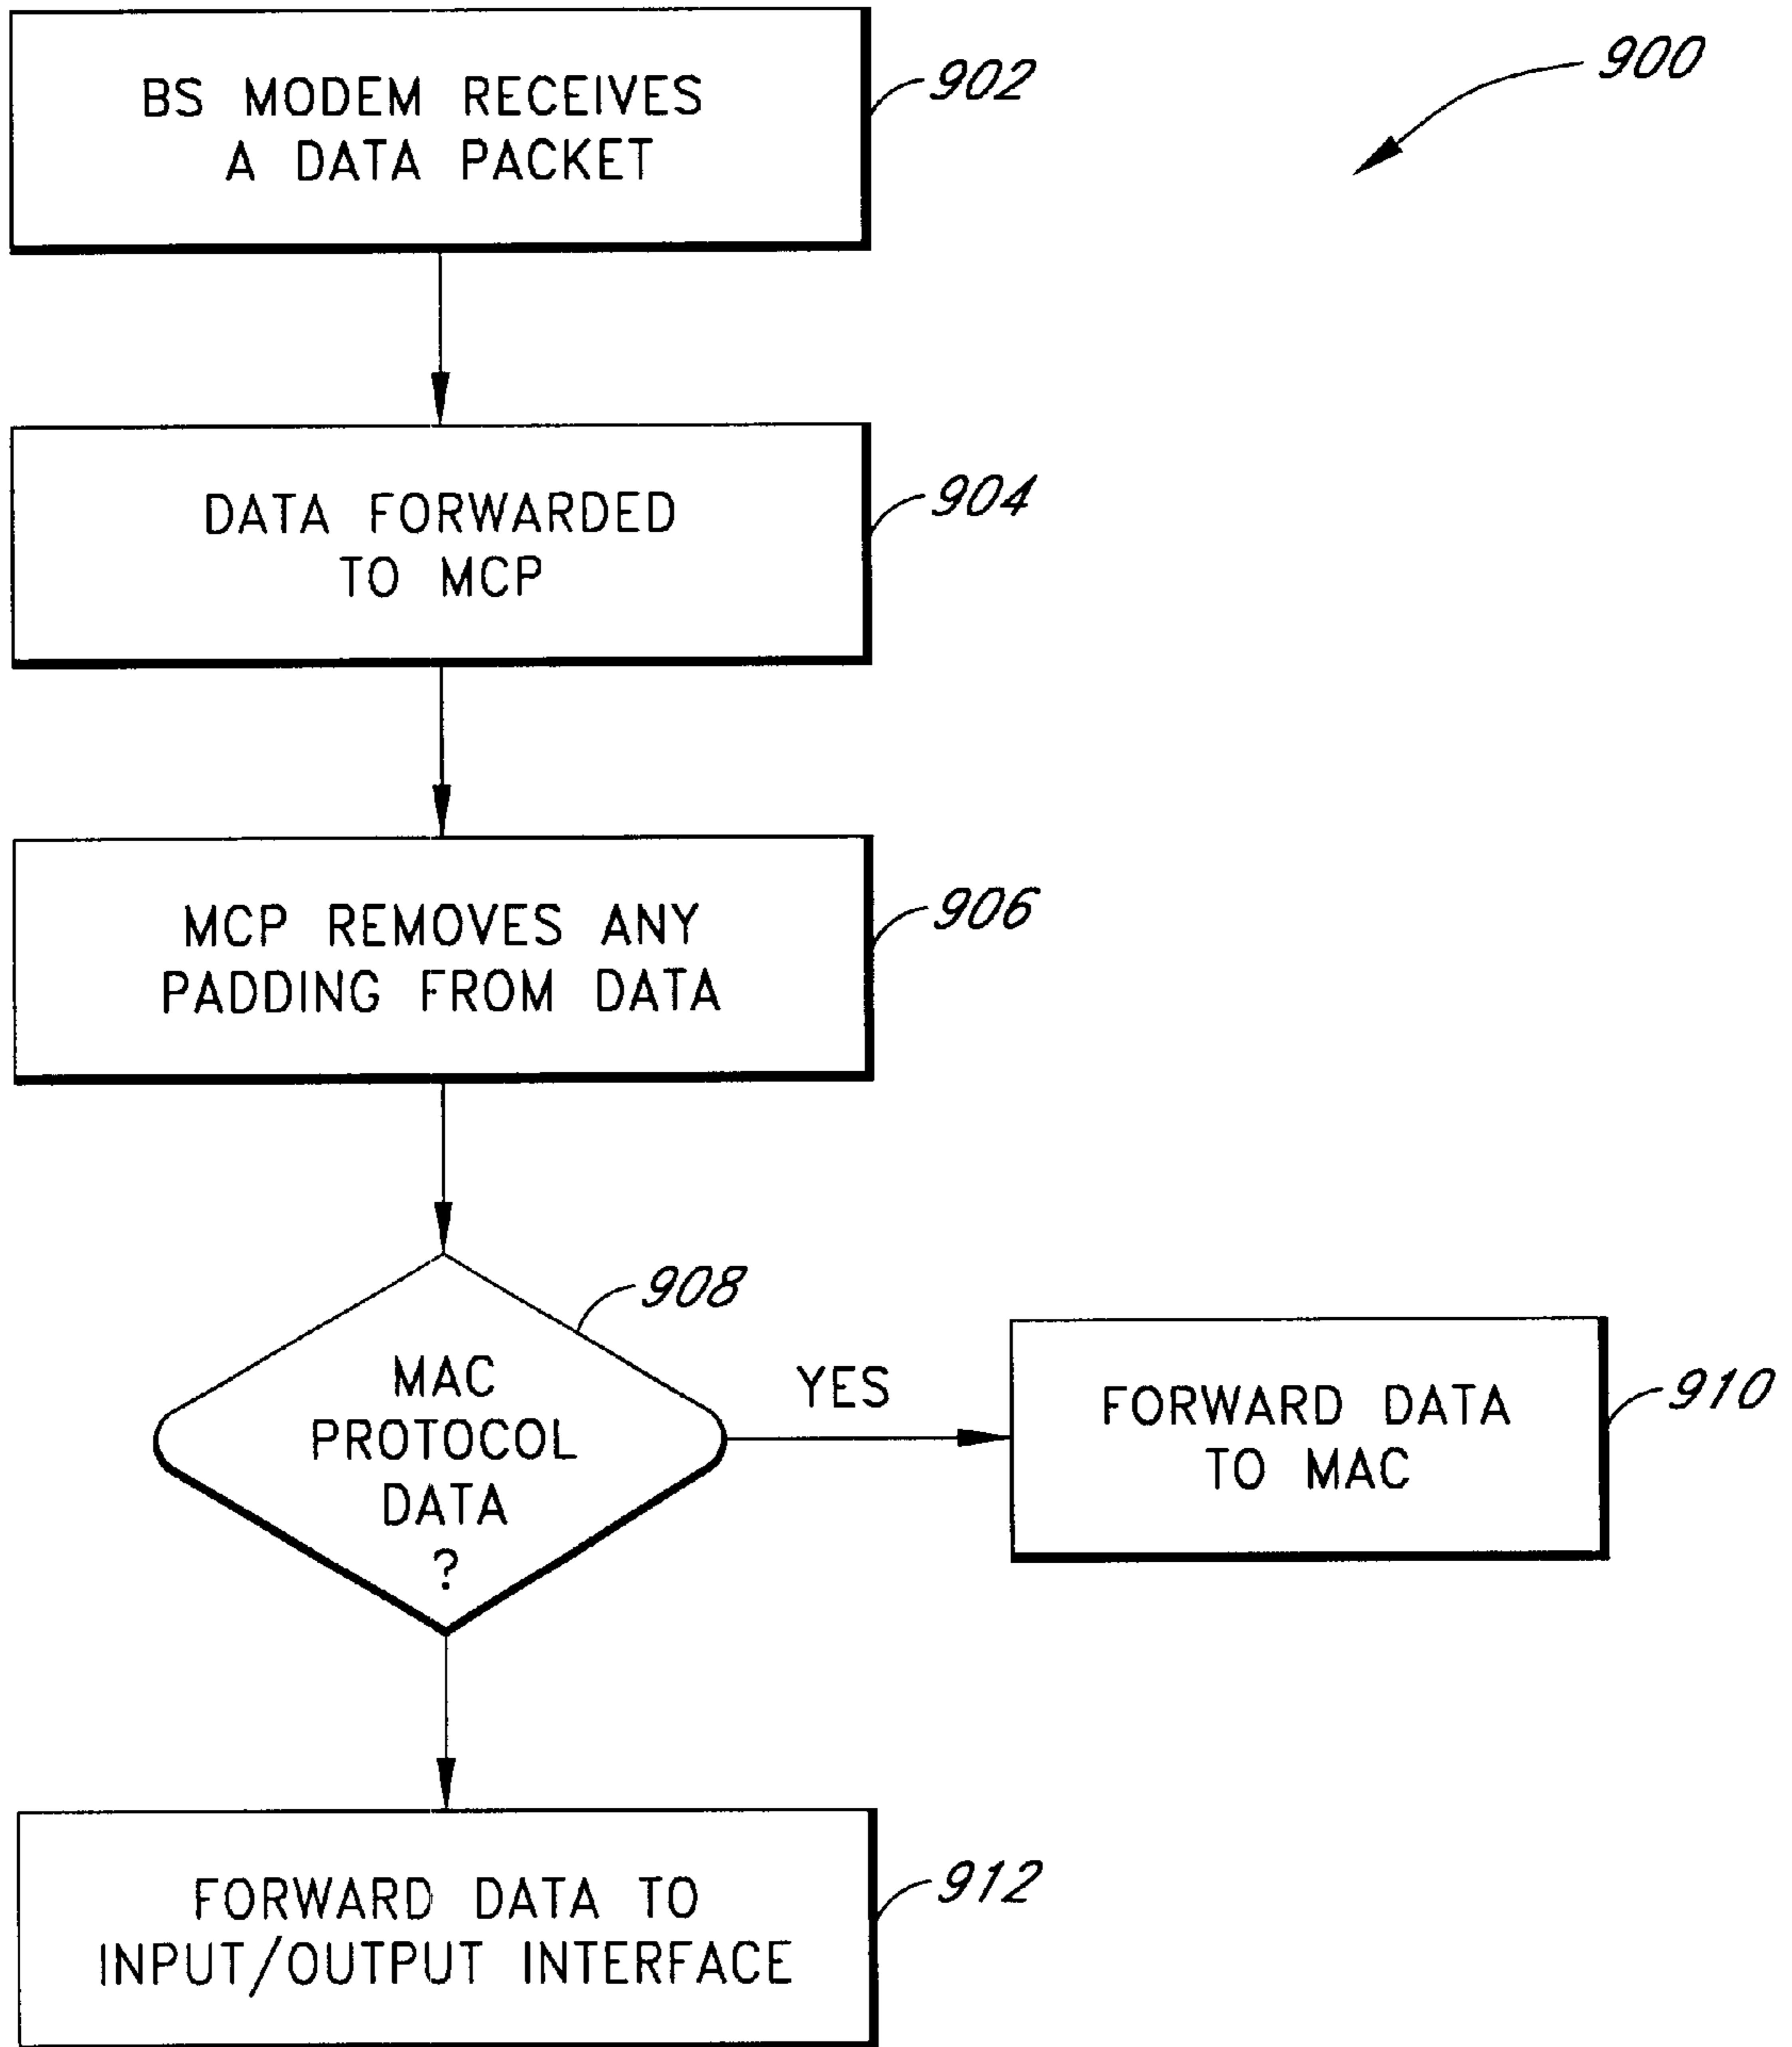 900
BS MODEM RECEIVES
A DATA PACKET
902
DATA FORWARDED
TO MCP
904
MCP REMOVES ANY
PADDING FROM DATA
906
MAC
PROTOCOL
DATA
?
908
YES
FORWARD DATA
TO MAC
910
FORWARD DATA TO
INPUT/OUTPUT INTERFACE
912